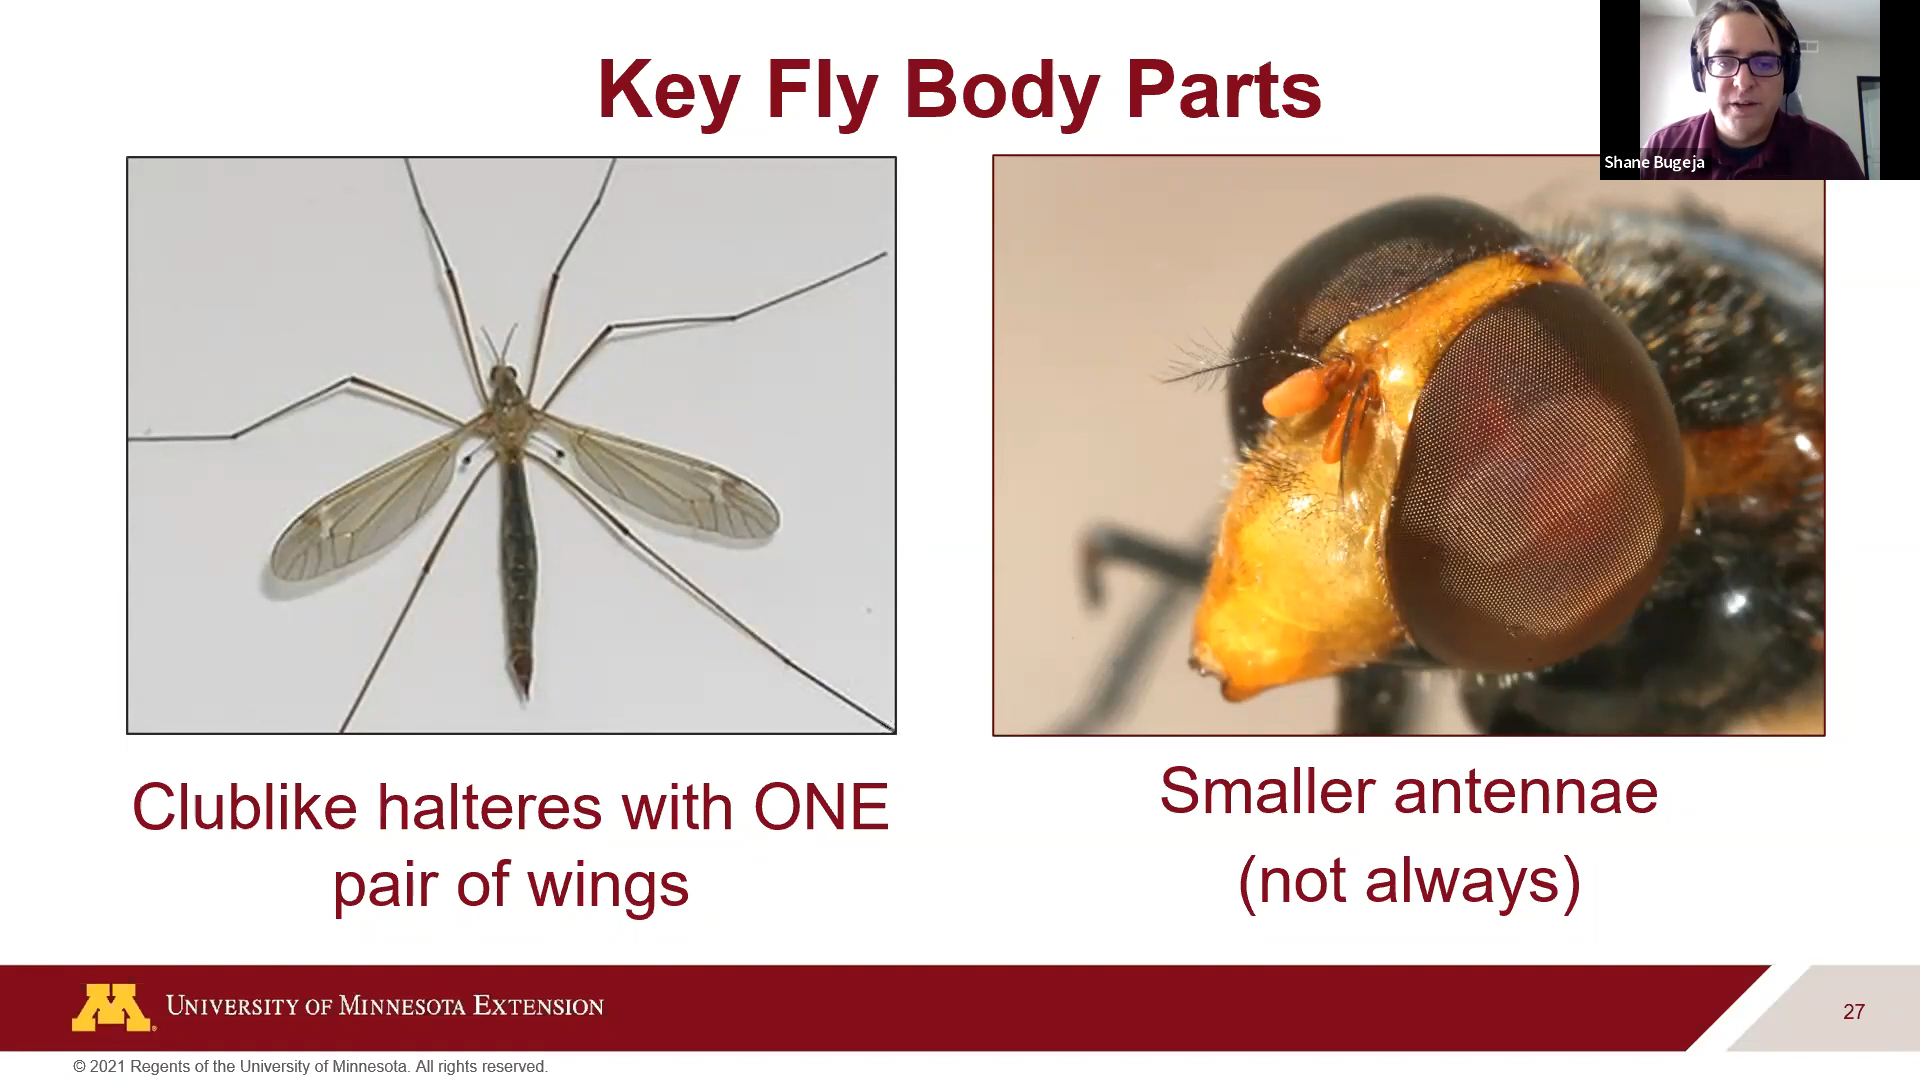 Key Fly Body Parts
Shane Bugeja
Clublike halteres with ONE
pair of wings
Smaller antennae
(not always)
M
UNIVERSITY OF MINNESOTA EXTENSION
27
© 2021 Regents of the University of Minnesota. All rights reserved.